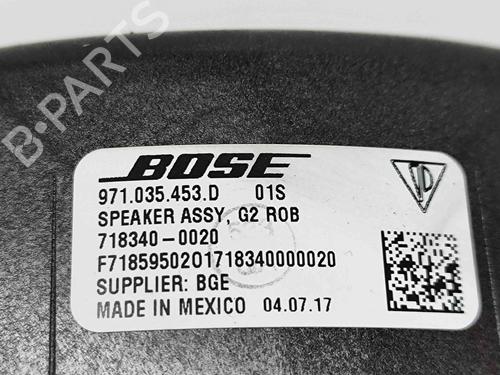 B-PARTS
BOSE
971.035.453.D 01S
SPEAKER ASSY, G2 ROB
718340-0020
F7185950201718340000020
SUPPLIER: BGE
MADE IN MEXICO 04.07.17